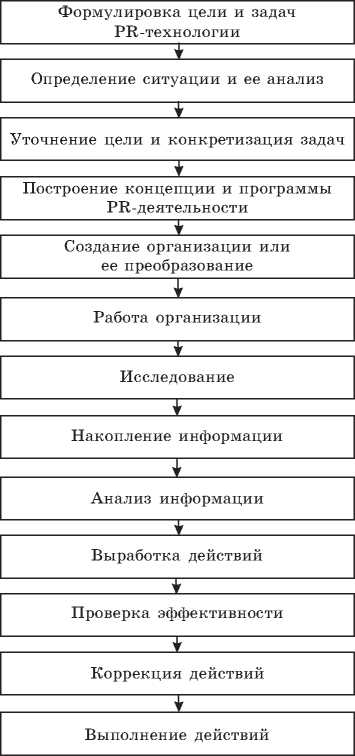 Формулировка цели и задач
PR-технологии
Определение ситуации и ее анализ
Уточнение цели и конкретизация задач
Построение концепции и программы
PR-деятельности
Создание организации или
ее преобразование
Работа организации
Исследование
Накопление информации
Анализ информации
Выработка действий
Проверка эффективности
Коррекция действий
Выполнение действий